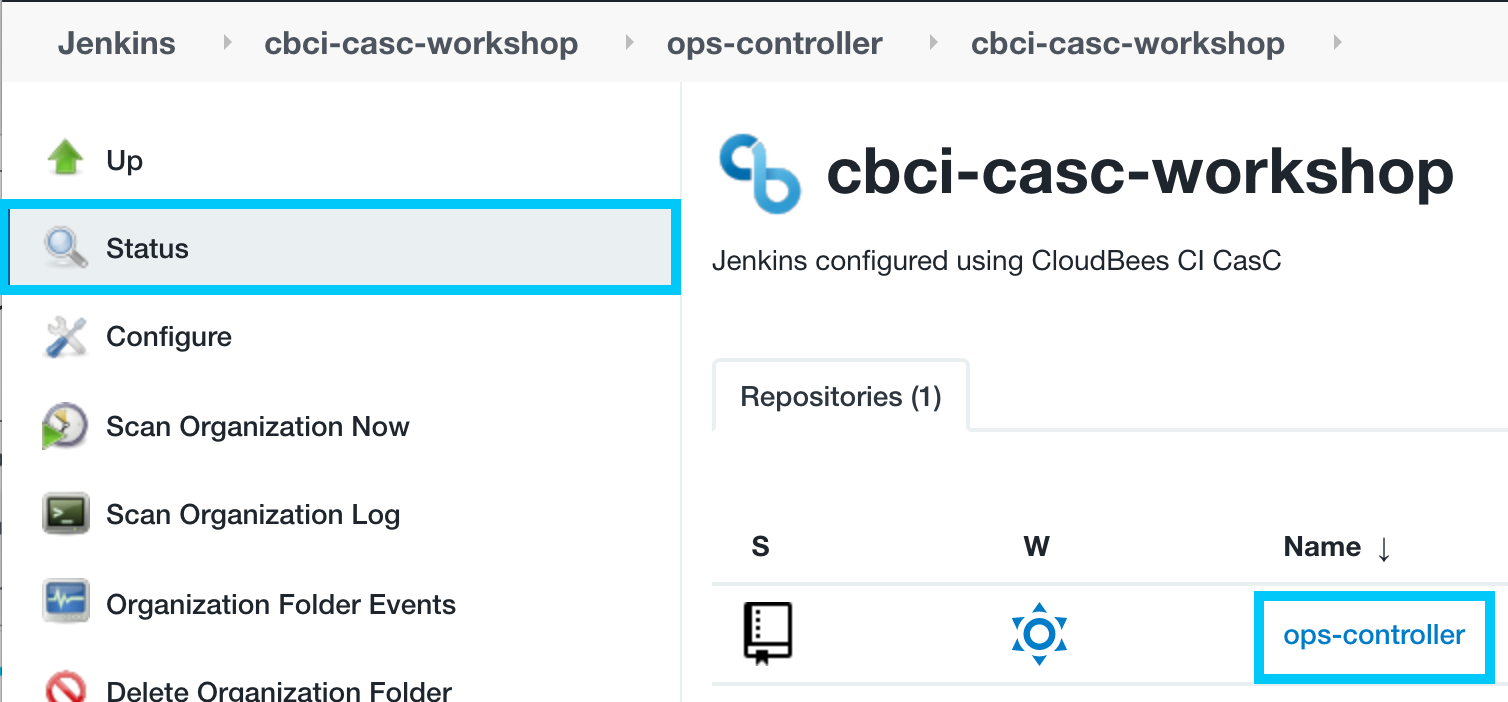 Jenkins cbci-casc-workshop ops-controller cbci-casc-workshop
Up
Status
Configure
Scan Organization Now
Scan Organization Log
Organization Folder Events
Delete Organization Folder
cbci-casc-workshop
Jenkins configured using CloudBees CI CasC
Repositories (1)
S W Name ↓
ops-controller